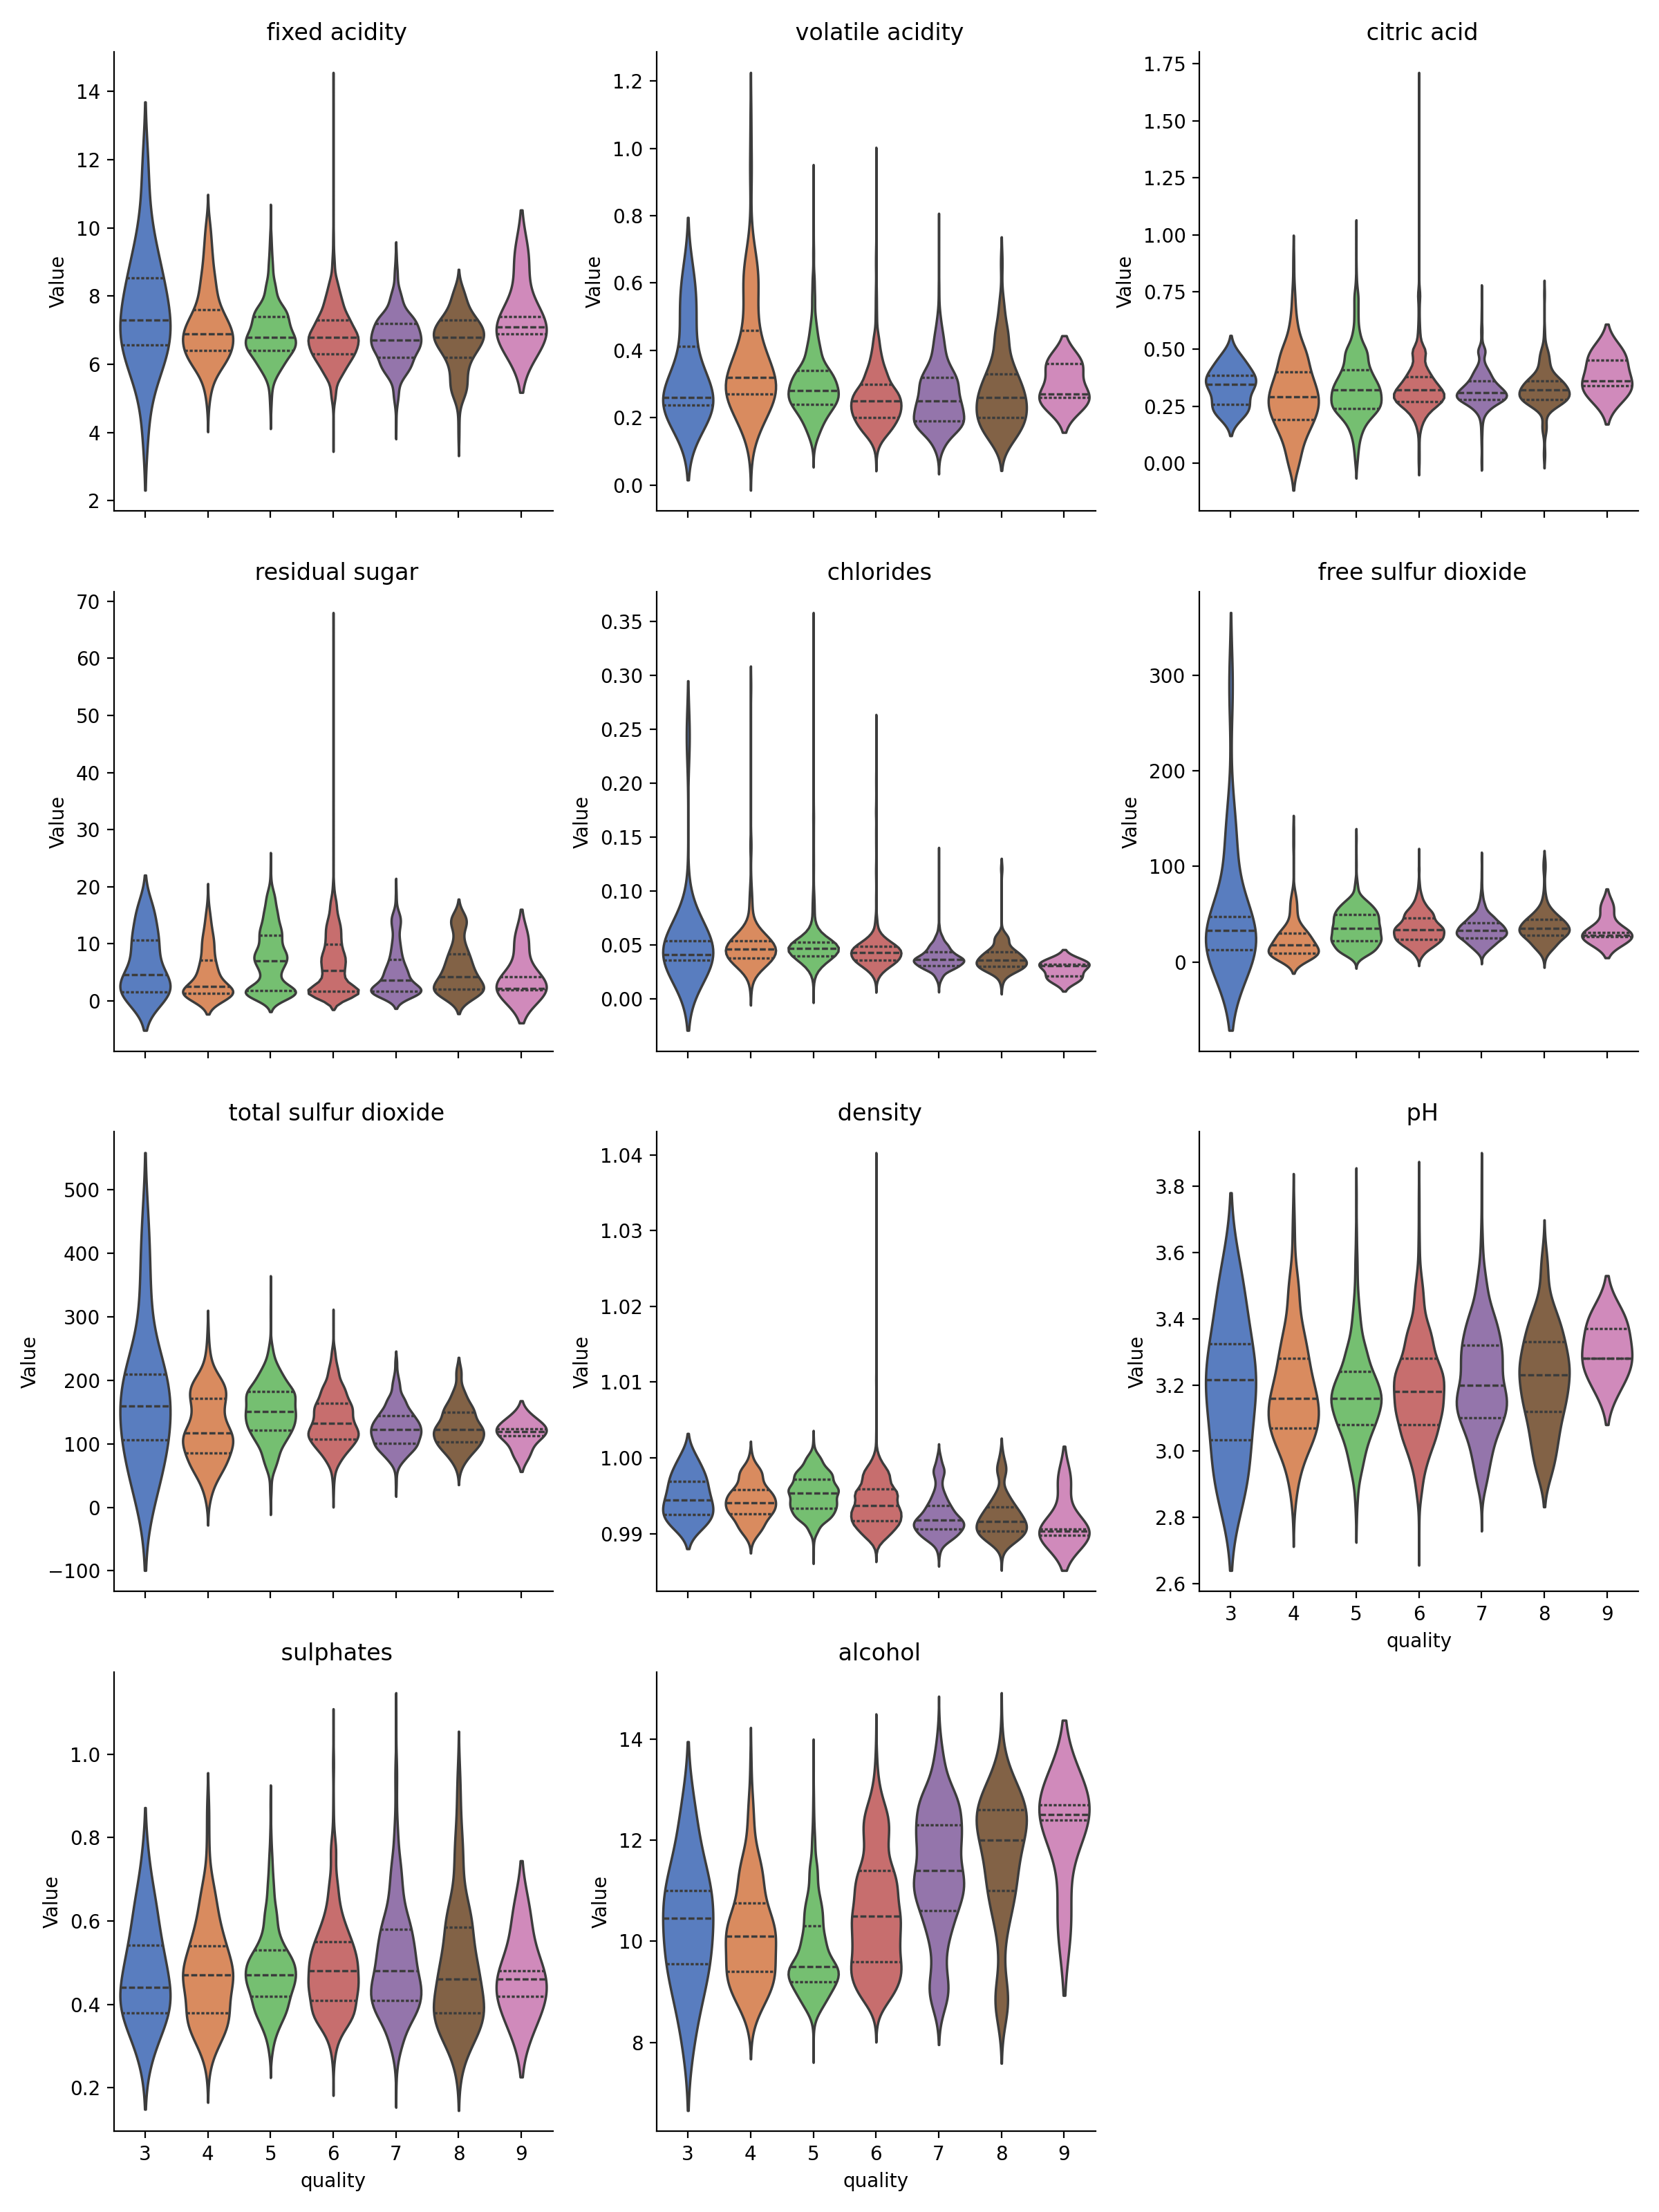 fixed acidity
Value
14
12
10
8
6
4
2
volatile acidity
Value
1.2
1.0
0.8
0.6
0.4
0.2
0.0
citric acid
Value
1.75
1.50
1.25
1.00
0.75
0.50
0.25
0.00
residual sugar
Value
70
60
50
40
30
20
10
0
chlorides
Value
0.35
0.30
0.25
0.20
0.15
0.10
0.05
0.00
free sulfur dioxide
Value
300
200
100
0
total sulfur dioxide
Value
500
400
300
200
100
0
−100
density
Value
1.04
1.03
1.02
1.01
1.00
0.99
pH
Value
3.8
3.6
3.4
3.2
3.0
2.8
2.6
3 4 5 6 7 8 9
quality
sulphates
Value
1.0
0.8
0.6
0.4
0.2
3 4 5 6 7 8 9
quality
alcohol
Value
14
12
10
8
3 4 5 6 7 8 9
quality